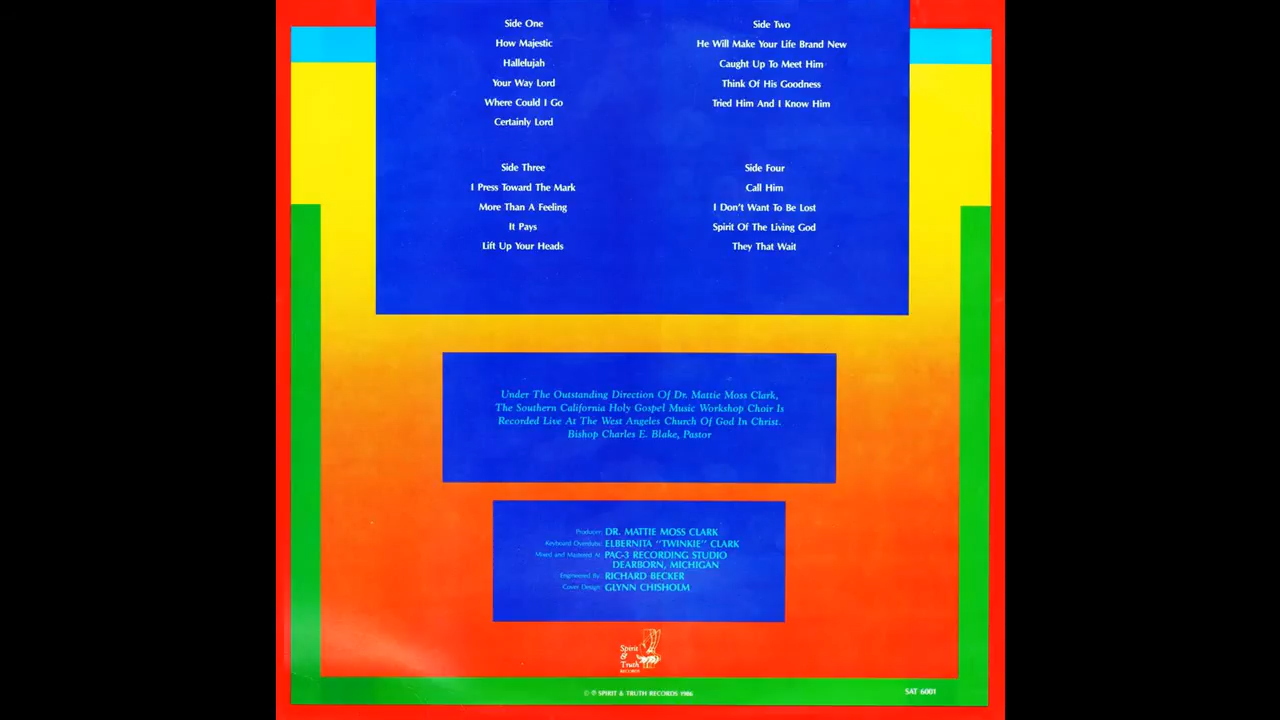 Side One
How Majestic
Hallelujah
Your Way Lord
Where Could I Go
Certainly Lord
Side Two
He Will Make Your Life Brand New
Caught Up To Meet Him
Think Of His Goodness
Tried Him And I Know Him
Side Three
I Press Toward The Mark
More Than A Feeling
It Pays
Lift Up Your Heads
Side Four
Call Him
I Don't Want To Be Lost
Spirit Of The Living God
They That Wait
Under The Outstanding Direction Of Dr. Mattie Moss Clark,
The Southern California Holy Gospel Music Workshop Choir Is
Recorded Live At The West Angeles Church Of God In Christ.
Bishop Charles E. Blake, Pastor
Producer: DR. MATTIE MOSS CLARK
Keyboard Overdubs: ELBERNITA "TWINKIE" CLARK
Mixed and Mastered At: PAC-3 RECORDING STUDIO
DEARBORN, MICHIGAN
Engineered By: RICHARD BECKER
Cover Design: GLYNN CHISHOLM
Spirit
&
Truth
RECORDS
© ℗ SPIRIT & TRUTH RECORDS 1986
SAT 6001